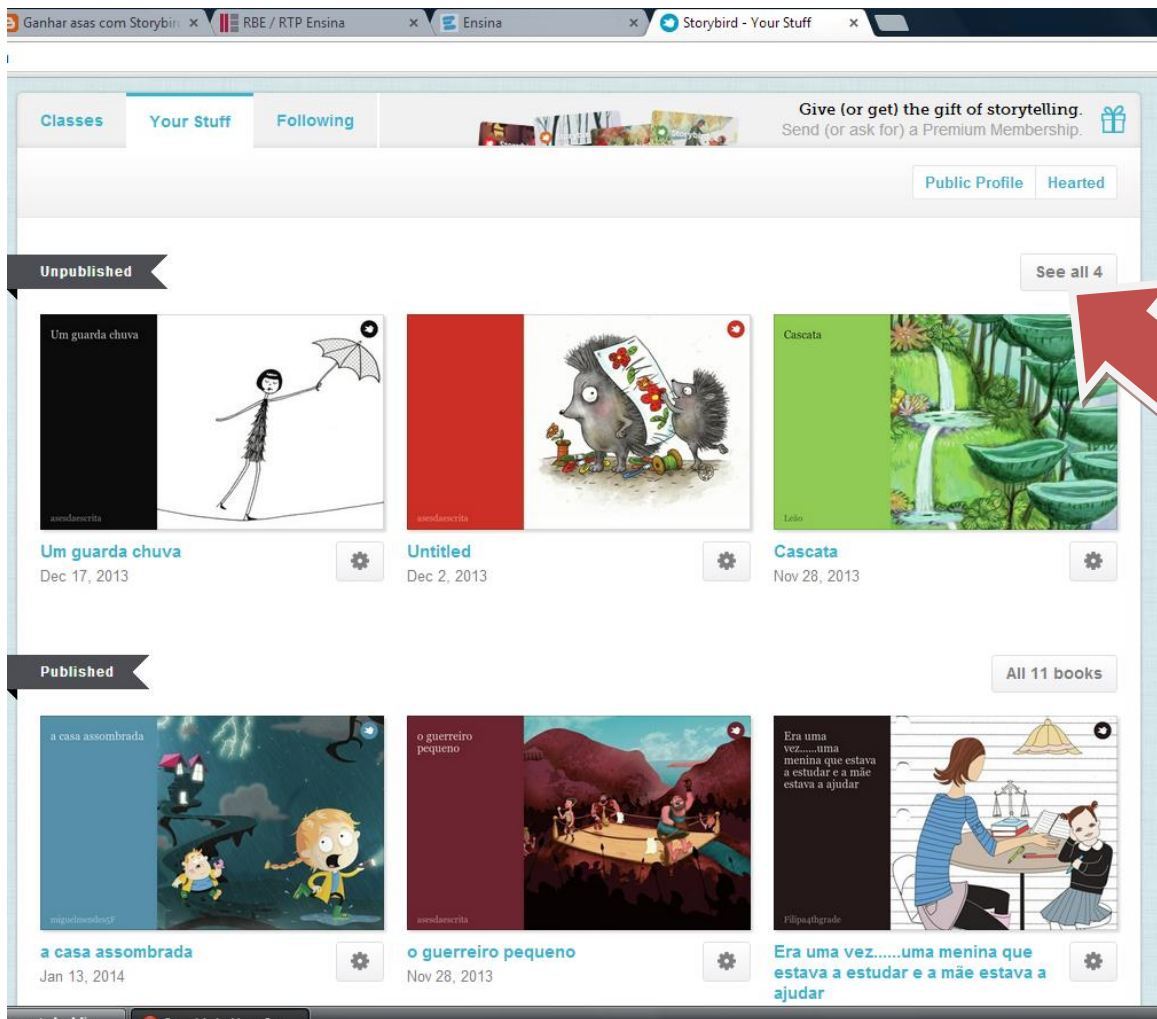 Ganhar asas com Storybir
RBE / RTP Ensina
Ensina
Storybird - Your Stuff
Classes
Your Stuff
Following
Give (or get) the gift of storytelling.
Send (or ask for) a Premium Membership.
Public Profile
Hearted
Unpublished
See all 4
Um guarda chuva
asesdaescrita
asesdaescrita
Cascata
Leão
Um guarda chuva
Dec 17, 2013
Untitled
Dec 2, 2013
Cascata
Nov 28, 2013
Published
All 11 books
a casa assombrada
miguelmendes5F
o guerreiro
pequeno
asesdaescrita
Era uma
vez......uma
menina que estava
a estudar e a mãe
estava a ajudar
Filipa4thgrade
a casa assombrada
Jan 13, 2014
o guerreiro pequeno
Nov 28, 2013
Era uma vez......uma menina que
estava a estudar e a mãe estava a
ajudar